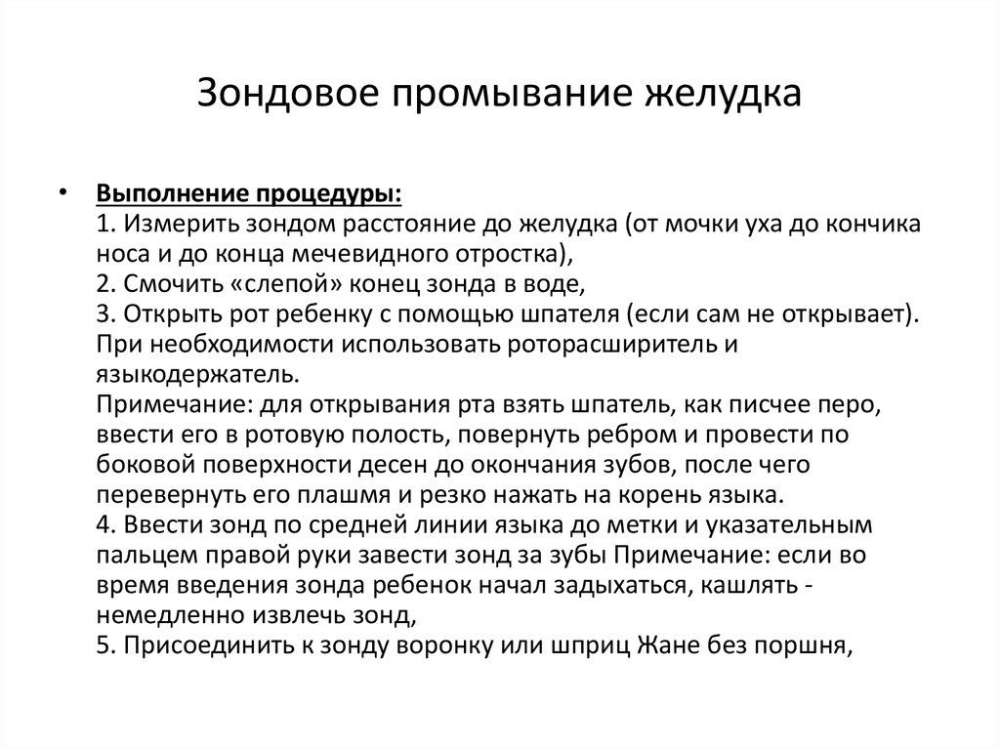 Зондовое промывание желудка
• Выполнение процедуры:
1. Измерить зондом расстояние до желудка (от мочки уха до кончика
носа и до конца мечевидного отростка),
2. Смочить «слепой» конец зонда в воде,
3. Открыть рот ребенку с помощью шпателя (если сам не открывает).
При необходимости использовать роторасширитель и
языкодержатель.
Примечание: для открывания рта взять шпатель, как писчее перо,
ввести его в ротовую полость, повернуть ребром и провести по
боковой поверхности десен до окончания зубов, после чего
перевернуть его плашмя и резко нажать на корень языка.
4. Ввести зонд по средней линии языка до метки и указательным
пальцем правой руки завести зонд за зубы Примечание: если во
время введения зонда ребенок начал задыхаться, кашлять -
немедленно извлечь зонд,
5. Присоединить к зонду воронку или шприц Жане без поршня,